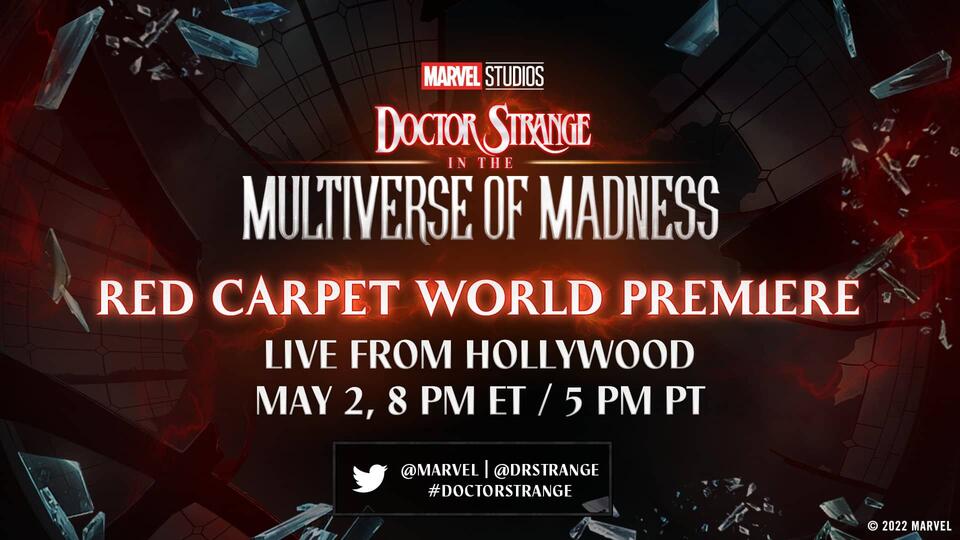 MARVEL STUDIOS
DOCTOR STRANGE
IN THE
MULTIVERSE OF MADNESS
RED CARPET WORLD PREMIERE
LIVE FROM HOLLYWOOD
MAY 2, 8 PM ET / 5 PM PT
@MARVEL | @DRSTRANGE
#DOCTORSTRANGE
© 2022 MARVEL